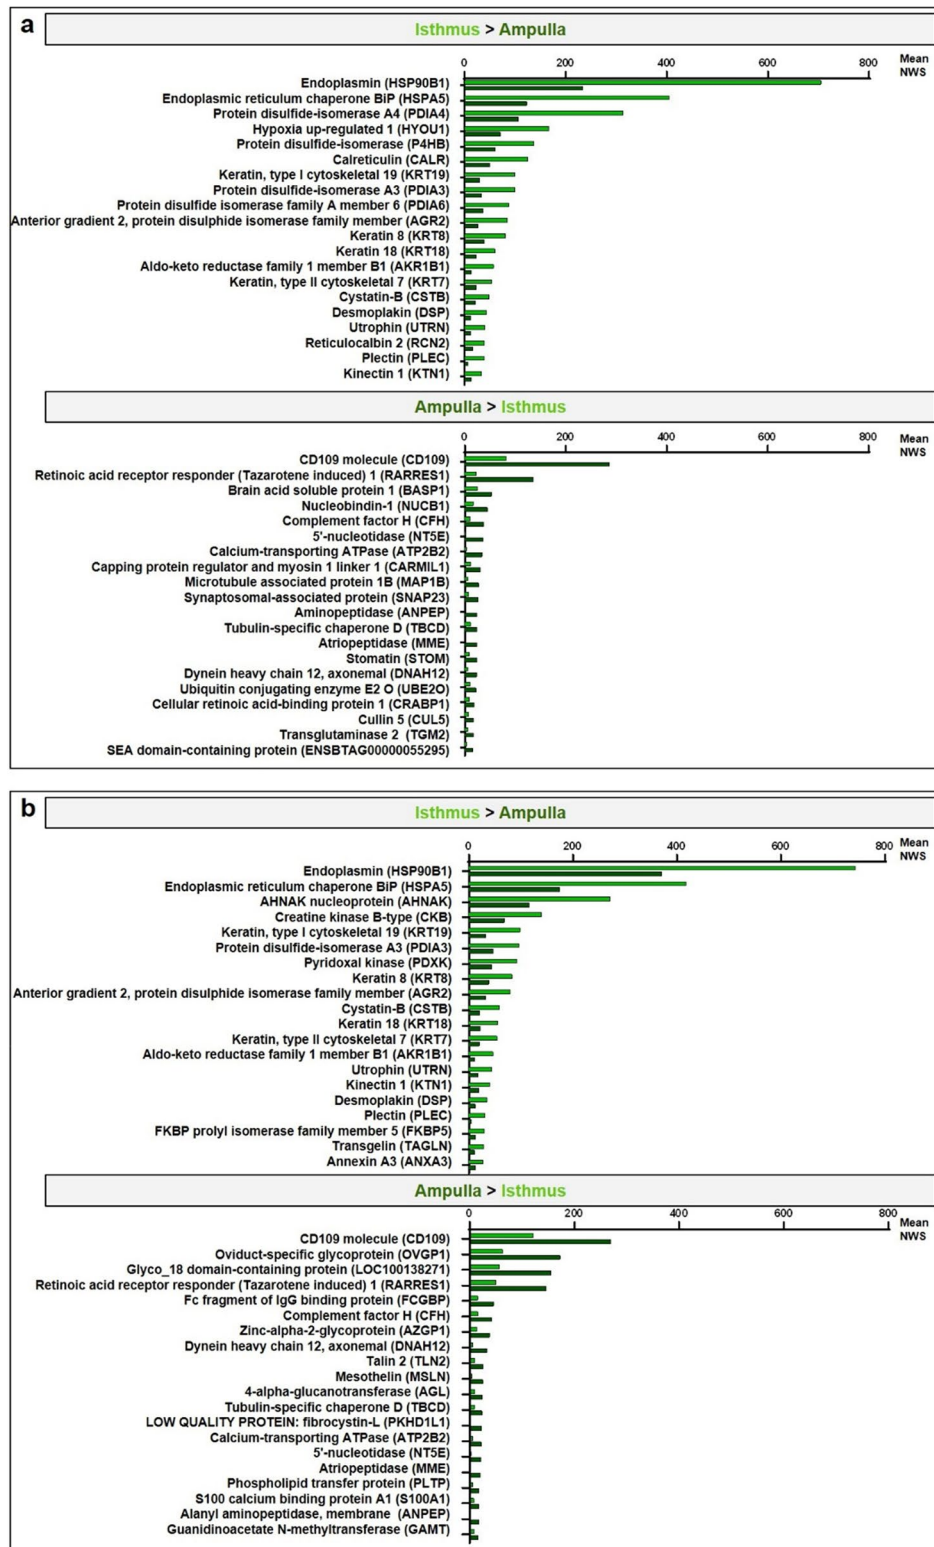 a
Isthmus > Ampulla
0 200 400 600 800 Mean
NWS
Endoplasmin (HSP90B1)
Endoplasmic reticulum chaperone BiP (HSPA5)
Protein disulfide-isomerase A4 (PDIA4)
Hypoxia up-regulated 1 (HYOU1)
Protein disulfide-isomerase (P4HB)
Calreticulin (CALR)
Keratin, type I cytoskeletal 19 (KRT19)
Protein disulfide-isomerase A3 (PDIA3)
Protein disulfide isomerase family A member 6 (PDIA6)
Anterior gradient 2, protein disulphide isomerase family member (AGR2)
Keratin 8 (KRT8)
Keratin 18 (KRT18)
Aldo-keto reductase family 1 member B1 (AKR1B1)
Keratin, type II cytoskeletal 7 (KRT7)
Cystatin-B (CSTB)
Desmoplakin (DSP)
Utrophin (UTRN)
Reticulocalbin 2 (RCN2)
Plectin (PLEC)
Kinectin 1 (KTN1)
Ampulla > Isthmus
0 200 400 600 800 Mean
NWS
CD109 molecule (CD109)
Retinoic acid receptor responder (Tazarotene induced) 1 (RARRES1)
Brain acid soluble protein 1 (BASP1)
Nucleobindin-1 (NUCB1)
Complement factor H (CFH)
5'-nucleotidase (NT5E)
Calcium-transporting ATPase (ATP2B2)
Capping protein regulator and myosin 1 linker 1 (CARMIL1)
Microtubule associated protein 1B (MAP1B)
Synaptosomal-associated protein (SNAP23)
Aminopeptidase (ANPEP)
Tubulin-specific chaperone D (TBCD)
Atriopeptidase (MME)
Stomatin (STOM)
Dynein heavy chain 12, axonemal (DNAH12)
Ubiquitin conjugating enzyme E2 O (UBE2O)
Cellular retinoic acid-binding protein 1 (CRABP1)
Cullin 5 (CUL5)
Transglutaminase 2 (TGM2)
SEA domain-containing protein (ENSBTAG00000055295)
b
Isthmus > Ampulla
0 200 400 600 800 Mean
NWS
Endoplasmin (HSP90B1)
Endoplasmic reticulum chaperone BiP (HSPA5)
AHNAK nucleoprotein (AHNAK)
Creatine kinase B-type (CKB)
Keratin, type I cytoskeletal 19 (KRT19)
Protein disulfide-isomerase A3 (PDIA3)
Pyridoxal kinase (PDXK)
Keratin 8 (KRT8)
Anterior gradient 2, protein disulphide isomerase family member (AGR2)
Cystatin-B (CSTB)
Keratin 18 (KRT18)
Keratin, type II cytoskeletal 7 (KRT7)
Aldo-keto reductase family 1 member B1 (AKR1B1)
Utrophin (UTRN)
Kinectin 1 (KTN1)
Desmoplakin (DSP)
Plectin (PLEC)
FKBP prolyl isomerase family member 5 (FKBP5)
Transgelin (TAGLN)
Annexin A3 (ANXA3)
Ampulla > Isthmus
0 200 400 600 800 Mean
NWS
CD109 molecule (CD109)
Oviduct-specific glycoprotein (OVGP1)
Glyco_18 domain-containing protein (LOC100138271)
Retinoic acid receptor responder (Tazarotene induced) 1 (RARRES1)
Fc fragment of IgG binding protein (FCGBP)
Complement factor H (CFH)
Zinc-alpha-2-glycoprotein (AZGP1)
Dynein heavy chain 12, axonemal (DNAH12)
Talin 2 (TLN2)
Mesothelin (MSLN)
4-alpha-glucanotransferase (AGL)
Tubulin-specific chaperone D (TBCD)
LOW QUALITY PROTEIN: fibrocystin-L (PKHD1L1)
Calcium-transporting ATPase (ATP2B2)
5'-nucleotidase (NT5E)
Atriopeptidase (MME)
Phospholipid transfer protein (PLTP)
S100 calcium binding protein A1 (S100A1)
Alanyl aminopeptidase, membrane (ANPEP)
Guanidinoacetate N-methyltransferase (GAMT)